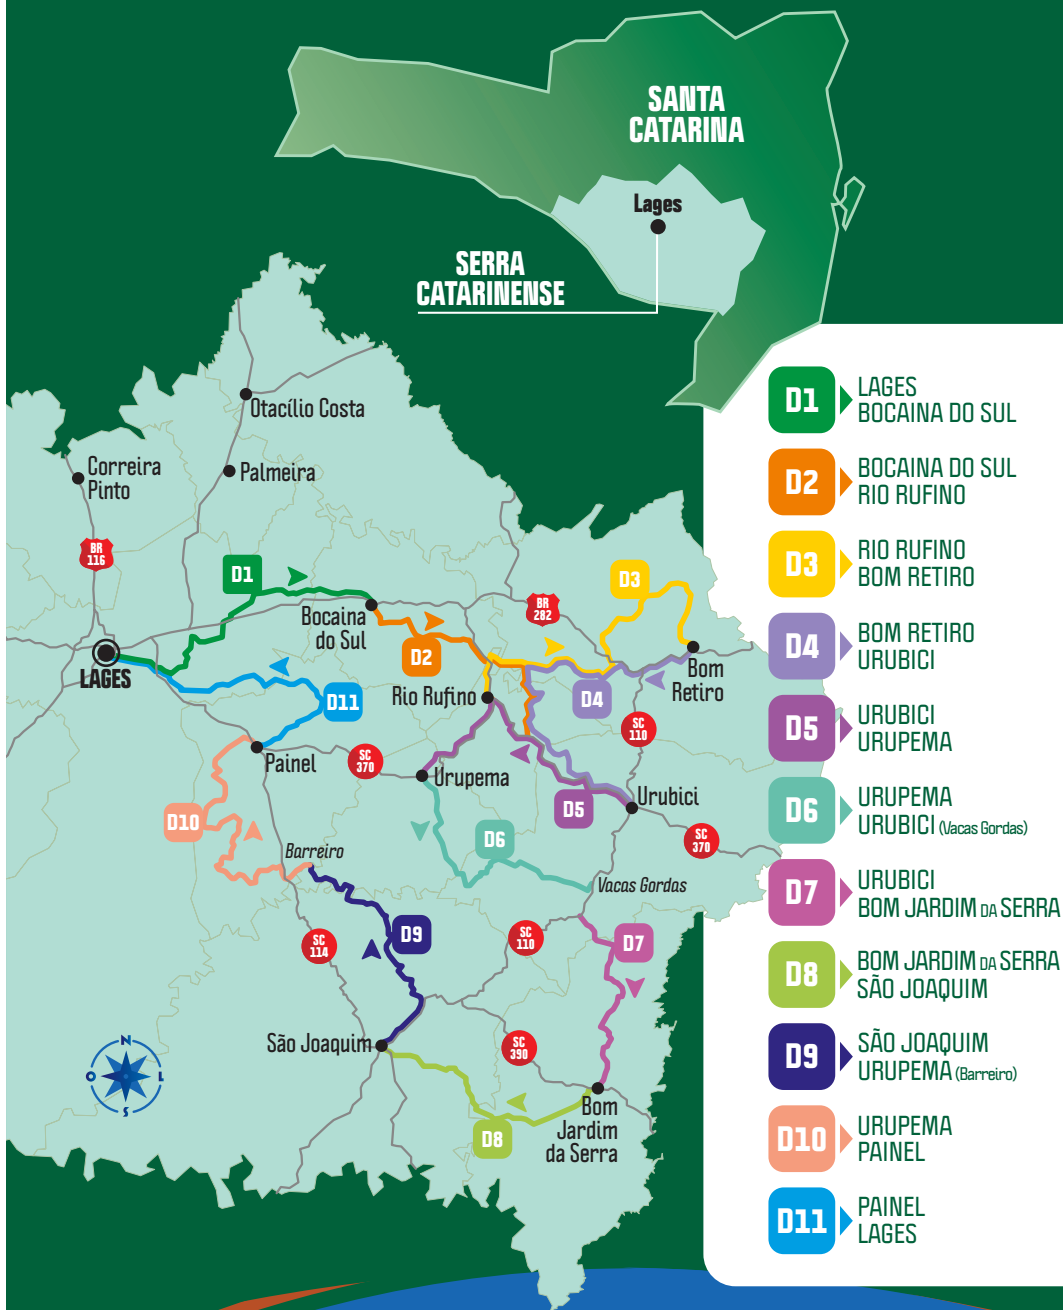 SANTA
CATARINA
Lages
SERRA
CATARINENSE
Otacílio Costa
Correira
Pinto
Palmeira
BR
116
D1
Bocaina
do Sul
D2
BR
282
D3
LAGES
D11
Rio Rufino
D4
Bom
Retiro
SC
110
Painel
SC
370
Urupema
D5
Urubici
D10
D6
SC
370
Barreiro
Vacas Gordas
SC
114
D9
SC
110
D7
São Joaquim
SC
390
D8
Bom
Jardim
da Serra
N
O
L
S
D1
LAGES
BOCAINA DO SUL
D2
BOCAINA DO SUL
RIO RUFINO
D3
RIO RUFINO
BOM RETIRO
D4
BOM RETIRO
URUBICI
D5
URUBICI
URUPEMA
D6
URUPEMA
URUBICI (Vacas Gordas)
D7
URUBICI
BOM JARDIM DA SERRA
D8
BOM JARDIM DA SERRA
SÃO JOAQUIM
D9
SÃO JOAQUIM
URUPEMA (Barreiro)
D10
URUPEMA
PAINEL
D11
PAINEL
LAGES